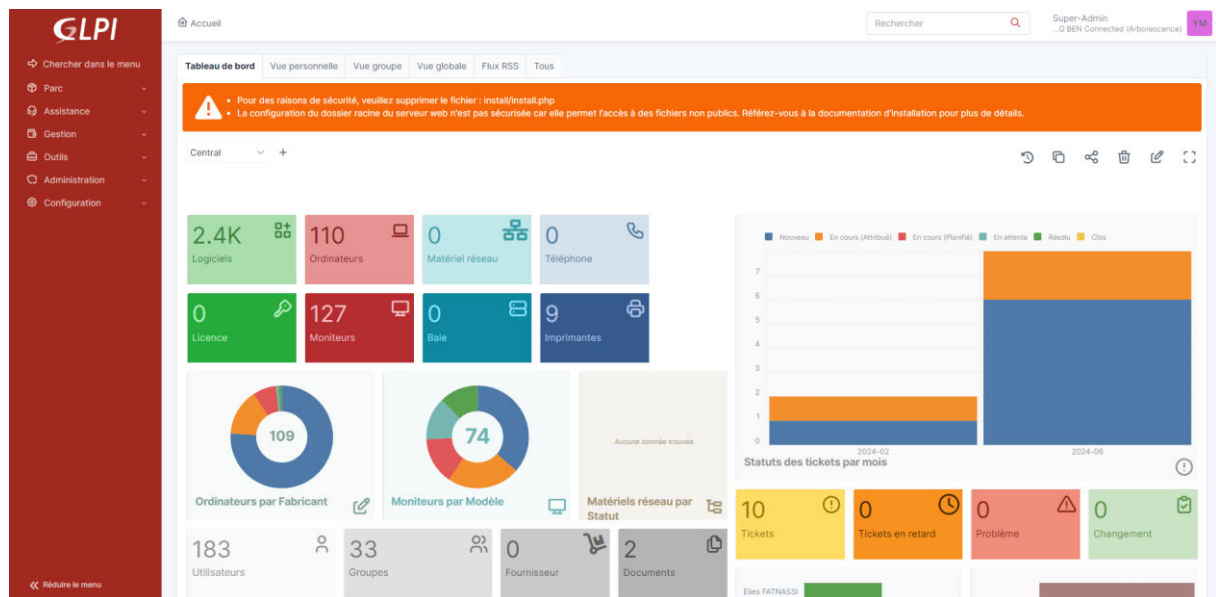 GLPI
Accueil
Rechercher
Super-Admin
...G BEN Connected (Arborescence)
YM
Chercher dans le menu
Parc
Assistance
Gestion
Outils
Administration
Configuration
Réduire le menu
Tableau de bord
Vue personnelle
Vue groupe
Vue globale
Flux RSS
Tous
• Pour des raisons de sécurité, veuillez supprimer le fichier : install/install.php
• La configuration du dossier racine du serveur web n'est pas sécurisée car elle permet l'accès à des fichiers non publics. Référez-vous à la documentation d'installation pour plus de détails.
Central
+
2.4K
Logiciels
110
Ordinateurs
0
Matériel réseau
0
Téléphone
0
Licence
127
Moniteurs
0
Baie
9
Imprimantes
109
Ordinateurs par Fabricant
74
Moniteurs par Modèle
Aucune donnée trouvée
Matériels réseau par
Statut
183
Utilisateurs
33
Groupes
0
Fournisseur
2
Documents
Nouveau
En cours (Attribué)
En cours (Planifié)
En attente
Résolu
Clos
7
6
5
4
3
2
1
0
2024-02
2024-06
Statuts des tickets par mois
10
Tickets
0
Tickets en retard
0
Problème
0
Changement
Elies FATNASSI